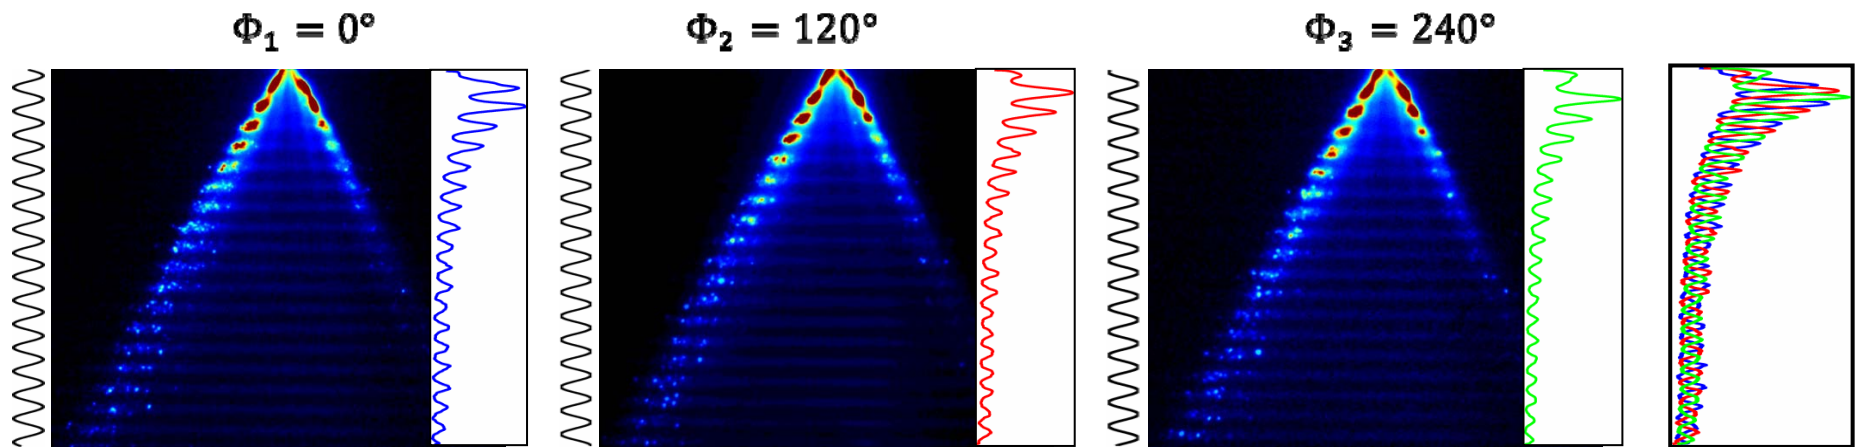 Φ₁ = 0°
Φ₂ = 120°
Φ₃ = 240°